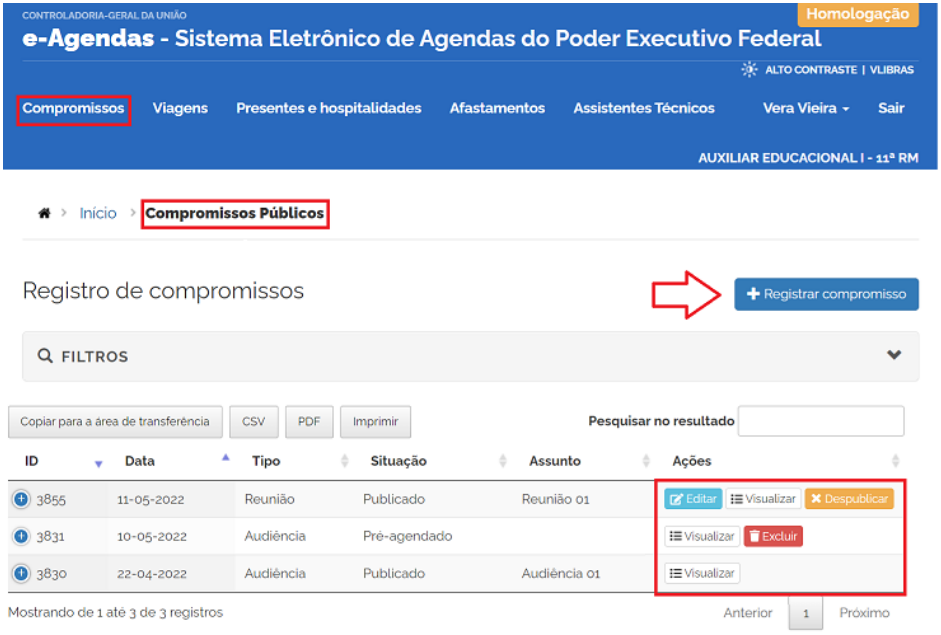 CONTROLADORIA-GERAL DA UNIÃO
Homologação
e-Agendas - Sistema Eletrônico de Agendas do Poder Executivo Federal
ALTO CONTRASTE | VLIBRAS
Compromissos Viagens Presentes e hospitalidades Afastamentos Assistentes Técnicos Vera Vieira Sair
AUXILIAR EDUCACIONAL I - 11ª RM
Início > Compromissos Públicos
Registro de compromissos
+ Registrar compromisso
FILTROS
Copiar para a área de transferência CSV PDF Imprimir Pesquisar no resultado
ID Data Tipo Situação Assunto Ações
3855 11-05-2022 Reunião Publicado Reunião 01 Editar Visualizar Despublicar
3831 10-05-2022 Audiência Pré-agendado Visualizar Excluir
3830 22-04-2022 Audiência Publicado Audiência 01 Visualizar
Mostrando de 1 até 3 de 3 registros Anterior 1 Próximo